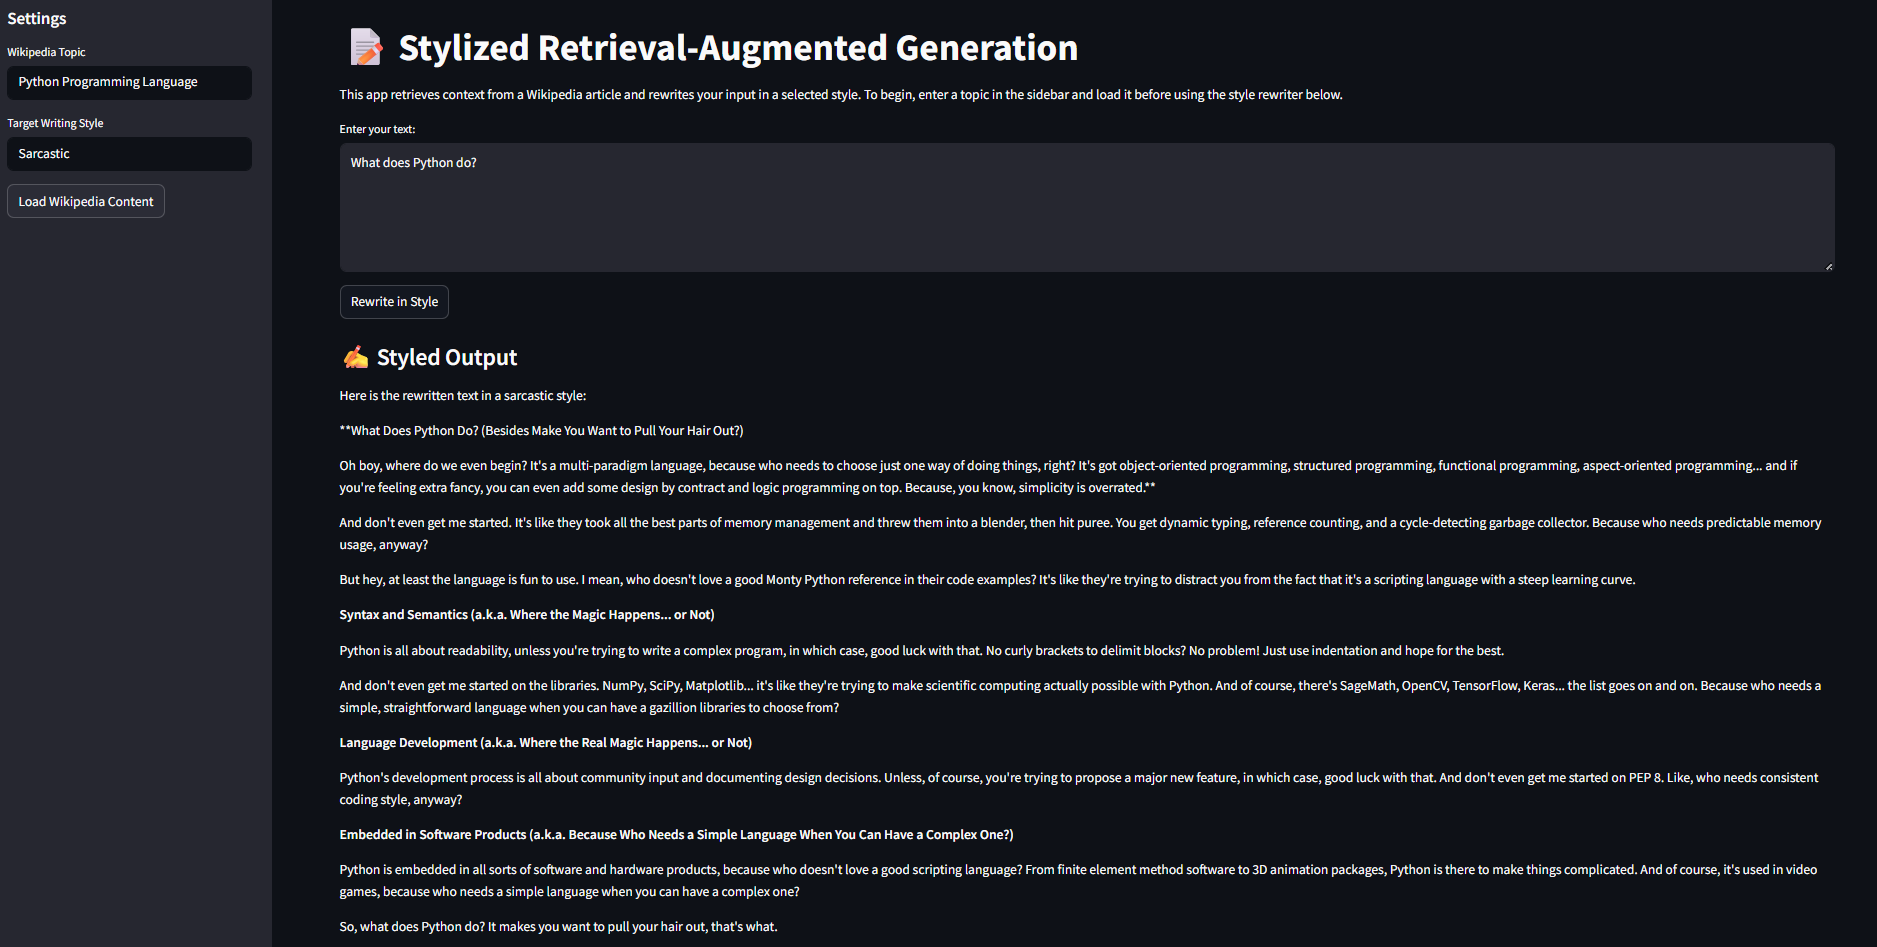 Settings
Wikipedia Topic
Python Programming Language
Target Writing Style
Sarcastic
Load Wikipedia Content
Stylized Retrieval-Augmented Generation
This app retrieves context from a Wikipedia article and rewrites your input in a selected style. To begin, enter a topic in the sidebar and load it before using the style rewriter below.
Enter your text:
What does Python do?
Rewrite in Style
Styled Output
Here is the rewritten text in a sarcastic style:
**What Does Python Do? (Besides Make You Want to Pull Your Hair Out?)
Oh boy, where do we even begin? It's a multi-paradigm language, because who needs to choose just one way of doing things, right? It's got object-oriented programming, structured programming, functional programming, aspect-oriented programming... and if
you're feeling extra fancy, you can even add some design by contract and logic programming on top. Because, you know, simplicity is overrated.**
And don't even get me started. It's like they took all the best parts of memory management and threw them into a blender, then hit puree. You get dynamic typing, reference counting, and a cycle-detecting garbage collector. Because who needs predictable memory
usage, anyway?
But hey, at least the language is fun to use. I mean, who doesn't love a good Monty Python reference in their code examples? It's like they're trying to distract you from the fact that it's a scripting language with a steep learning curve.
Syntax and Semantics (a.k.a. Where the Magic Happens... or Not)
Python is all about readability, unless you're trying to write a complex program, in which case, good luck with that. No curly brackets to delimit blocks? No problem! Just use indentation and hope for the best.
And don't even get me started on the libraries. NumPy, SciPy, Matplotlib... it's like they're trying to make scientific computing actually possible with Python. And of course, there's SageMath, OpenCV, TensorFlow, Keras... the list goes on and on. Because who needs a
simple, straightforward language when you can have a gazillion libraries to choose from?
Language Development (a.k.a. Where the Real Magic Happens... or Not)
Python's development process is all about community input and documenting design decisions. Unless, of course, you're trying to propose a major new feature, in which case, good luck with that. And don't even get me started on PEP 8. Like, who needs consistent
coding style, anyway?
Embedded in Software Products (a.k.a. Because Who Needs a Simple Language When You Can Have a Complex One?)
Python is embedded in all sorts of software and hardware products, because who doesn't love a good scripting language? From finite element method software to 3D animation packages, Python is there to make things complicated. And of course, it's used in video
games, because who needs a simple language when you can have a complex one?
So, what does Python do? It makes you want to pull your hair out, that's what.